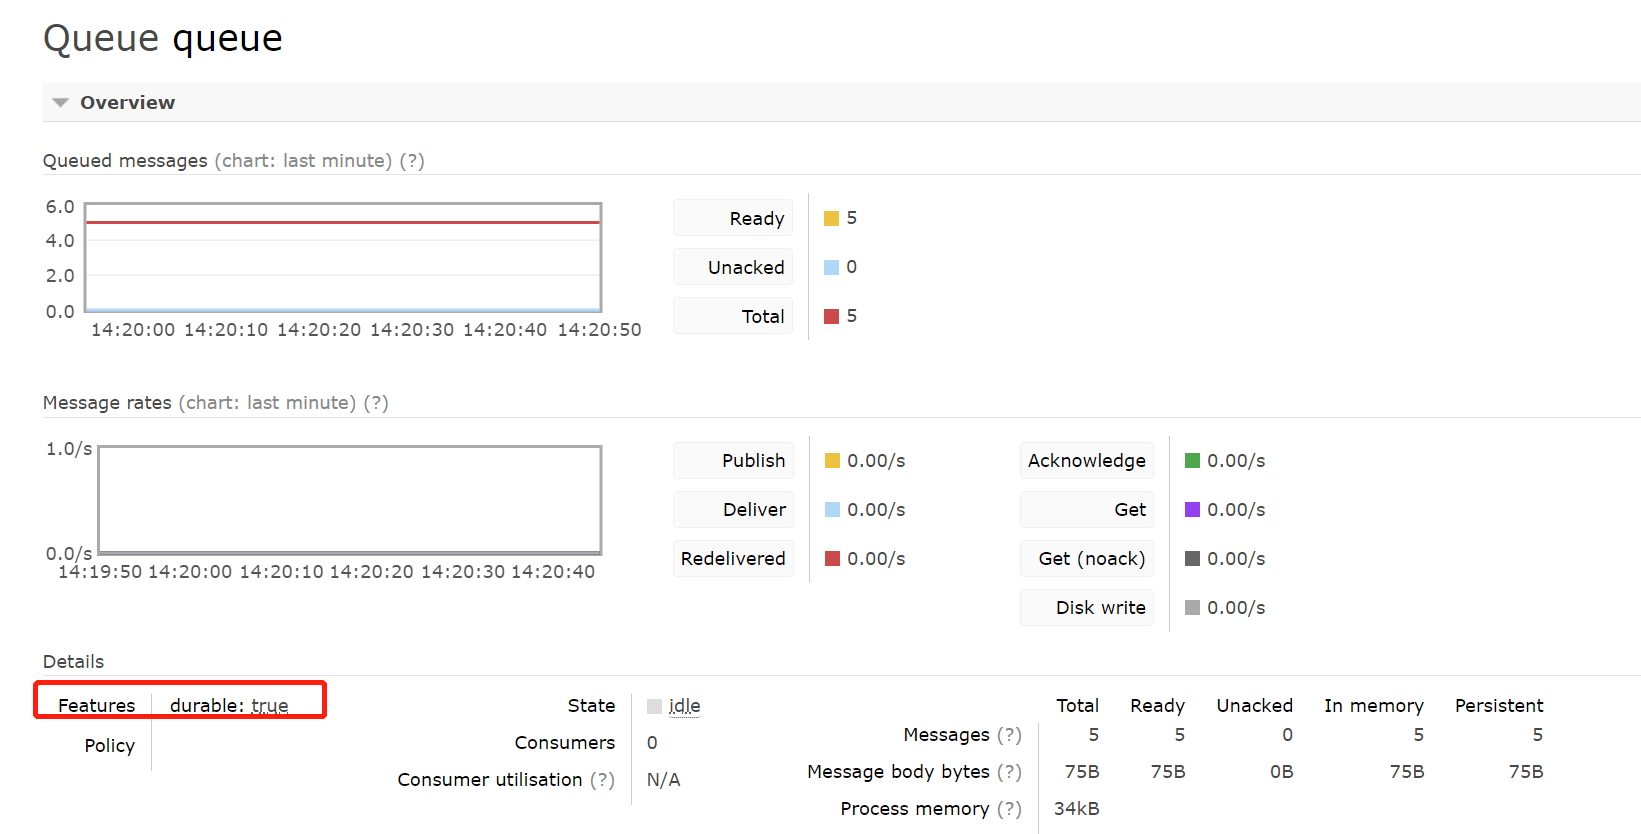 Queue queue
Overview
Queued messages (chart: last minute) (?)
6.0
4.0
2.0
0.0
14:20:00 14:20:10 14:20:20 14:20:30 14:20:40 14:20:50
Ready 5
Unacked 0
Total 5
Message rates (chart: last minute) (?)
1.0/s
0.0/s
14:19:50 14:20:00 14:20:10 14:20:20 14:20:30 14:20:40
Publish 0.00/s
Deliver 0.00/s
Redelivered 0.00/s
Acknowledge 0.00/s
Get 0.00/s
Get (noack) 0.00/s
Disk write 0.00/s
Details
Features durable: true
Policy
State idle
Consumers 0
Consumer utilisation (?) N/A
Total Ready Unacked In memory Persistent
Messages (?) 5 5 0 5 5
Message body bytes (?) 75B 75B 0B 75B 75B
Process memory (?) 34kB